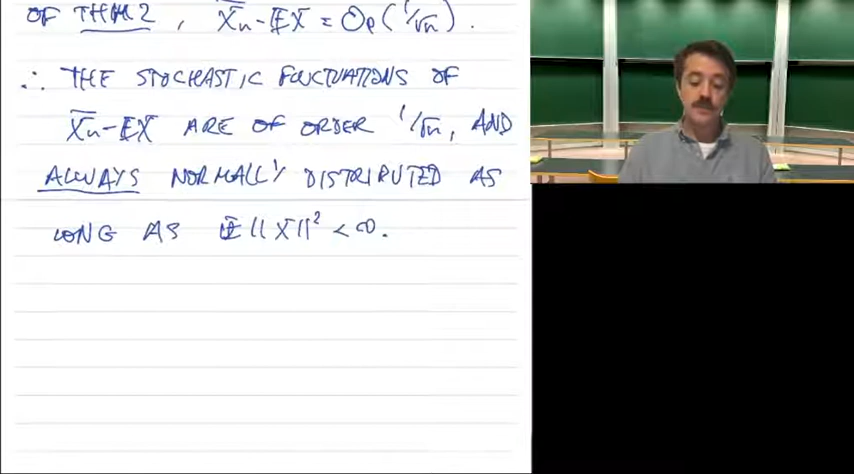 OF THM 2, X̄n-EX = Op(1/√n).
∴ THE STOCHASTIC FLUCTUATIONS OF
X̄n-EX ARE OF ORDER 1/√n, AND
ALWAYS NORMALLY DISTRIBUTED AS
LONG AS E||X||² < ∞.